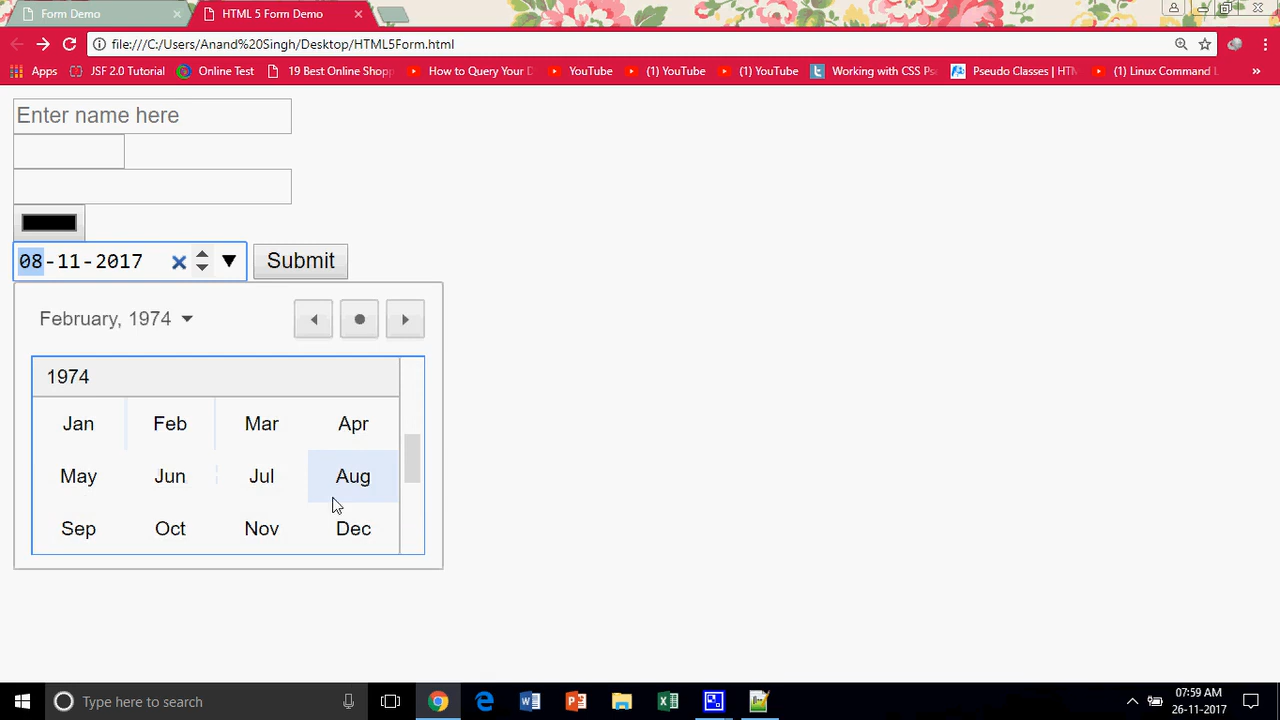 Form Demo
HTML 5 Form Demo
file:///C:/Users/Anand%20Singh/Desktop/HTML5Form.html
Apps JSF 2.0 Tutorial Online Test 19 Best Online Shopp How to Query Your D YouTube (1) YouTube (1) YouTube Working with CSS Ps Pseudo Classes | HTM (1) Linux Command L »
Enter name here
08-11-2017
Submit
February, 1974
1974
Jan Feb Mar Apr
May Jun Jul Aug
Sep Oct Nov Dec
Type here to search
07:59 AM
26-11-2017